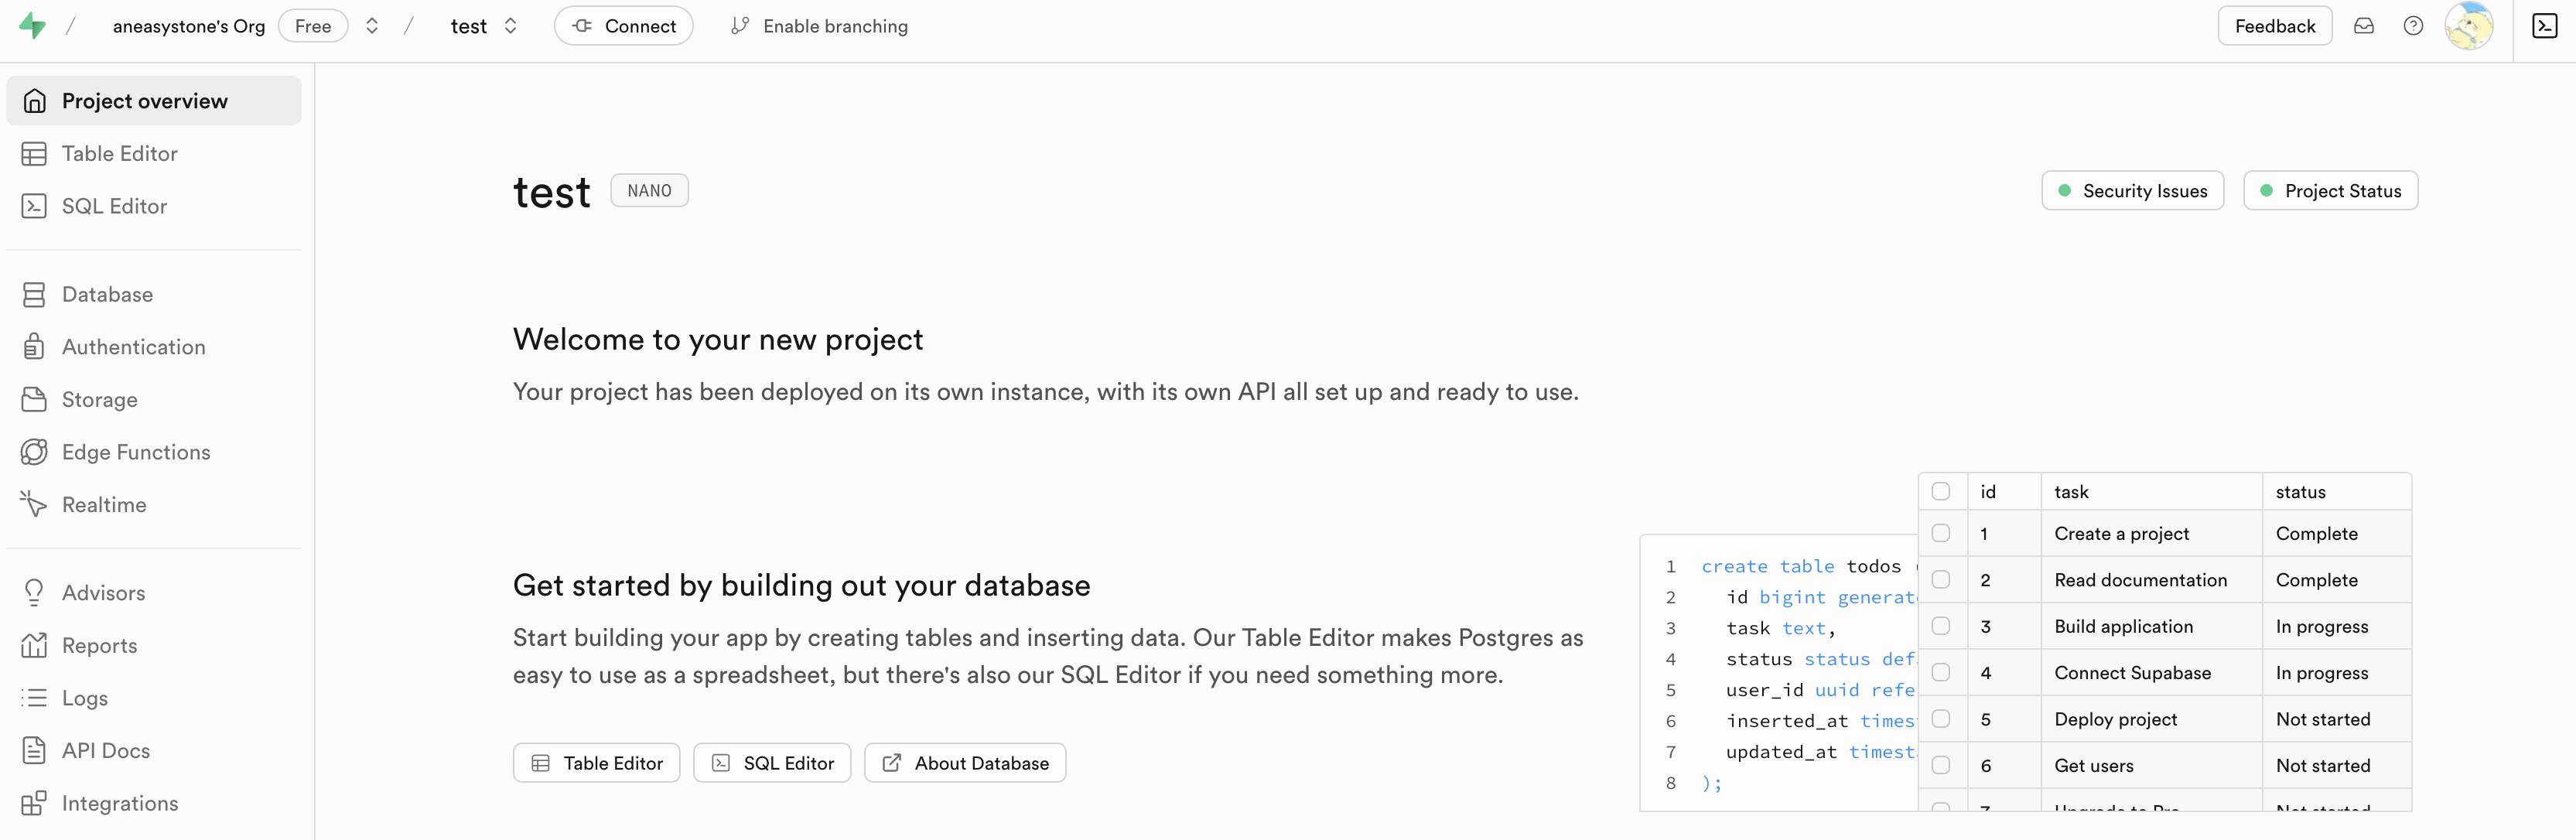 / aneasystone's Org Free / test Connect Enable branching Feedback
Project overview
Table Editor
SQL Editor
Database
Authentication
Storage
Edge Functions
Realtime
Advisors
Reports
Logs
API Docs
Integrations
test NANO Security Issues Project Status
Welcome to your new project
Your project has been deployed on its own instance, with its own API all set up and ready to use.
Get started by building out your database
Start building your app by creating tables and inserting data. Our Table Editor makes Postgres as
easy to use as a spreadsheet, but there's also our SQL Editor if you need something more.
Table Editor SQL Editor About Database
1 create table todos
2 id bigint generat
3 task text,
4 status status def
5 user_id uuid refe
6 inserted_at times
7 updated_at timest
8 );
id task status
1 Create a project Complete
2 Read documentation Complete
3 Build application In progress
4 Connect Supabase In progress
5 Deploy project Not started
6 Get users Not started
7 Upgrade to Pro Not started